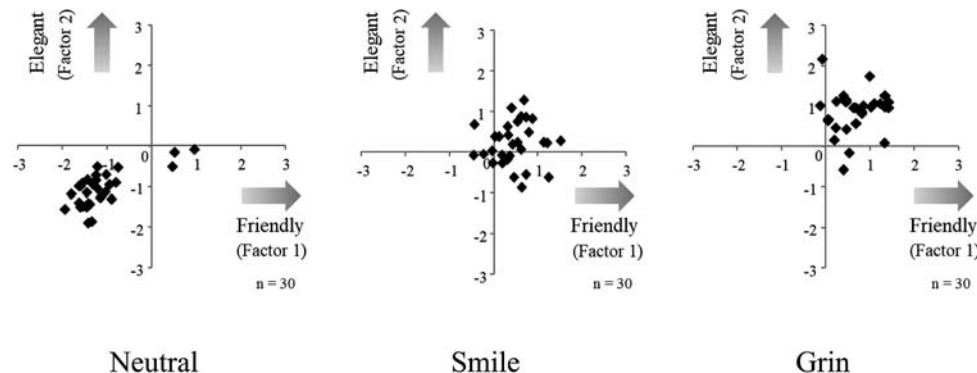 Elegant
(Factor 2)
3
2
1
0
-3
-2
-1
0
1
2
3
-1
-2
-3
Friendly
(Factor 1)
n = 30
Neutral
Elegant
(Factor 2)
3
2
1
0
-3
-2
-1
0
1
2
3
-1
-2
-3
Friendly
(Factor 1)
n = 30
Smile
Elegant
(Factor 2)
3
2
1
0
-3
-2
-1
0
1
2
3
-1
-2
-3
Friendly
(Factor 1)
n = 30
Grin